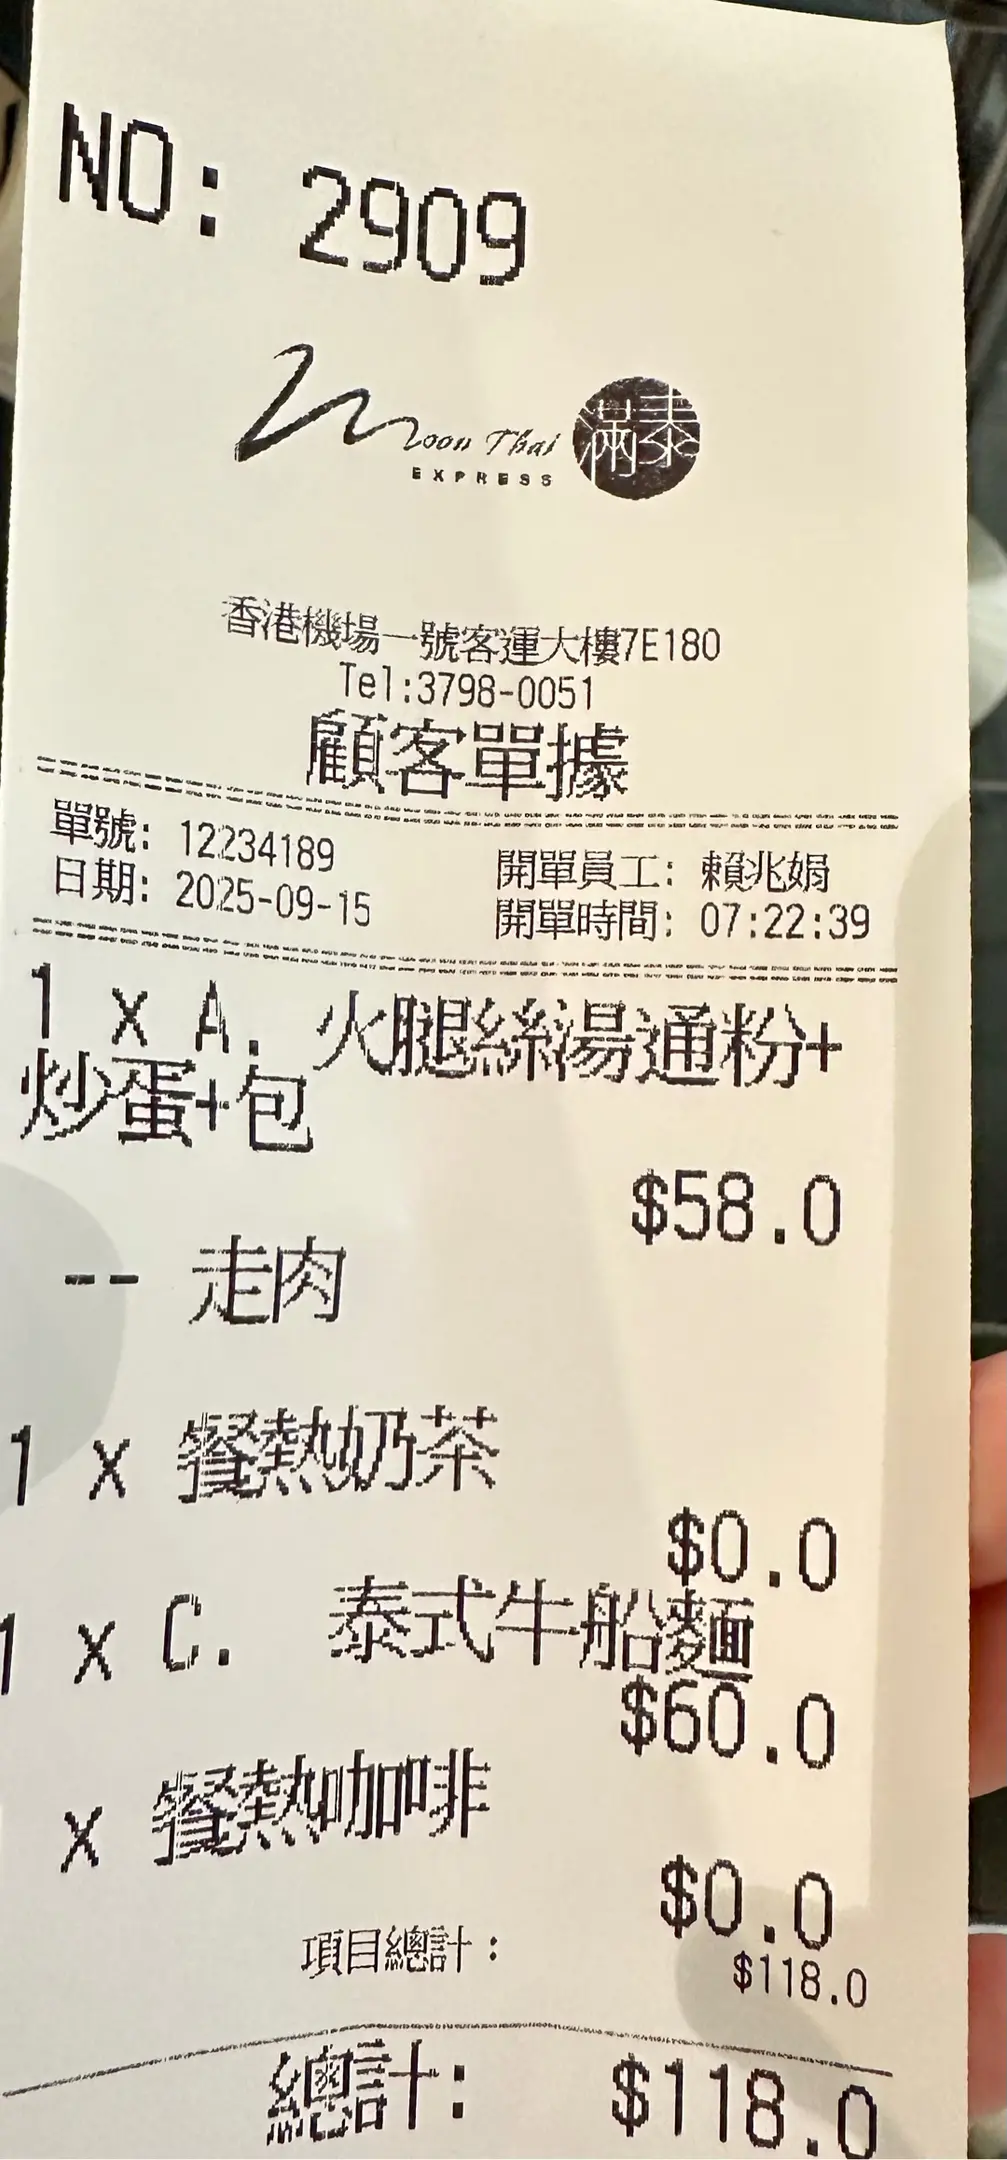 NO: 2909
Moon Thai
EXPRESS
滿泰
香港機場一號客運大樓7E180
Tel:3798-0051
顧客單據
單號: 12234189
開單員工: 賴兆娟
日期: 2025-09-15
開單時間: 07:22:39
1 x A. 火腿絲湯通粉+
炒蛋+包
$58.0
-- 走肉
1 x 餐熱奶茶
$0.0
1 x C. 泰式牛船麵
$60.0
x 餐熱咖啡
$0.0
項目總計: $118.0
總計: $118.0